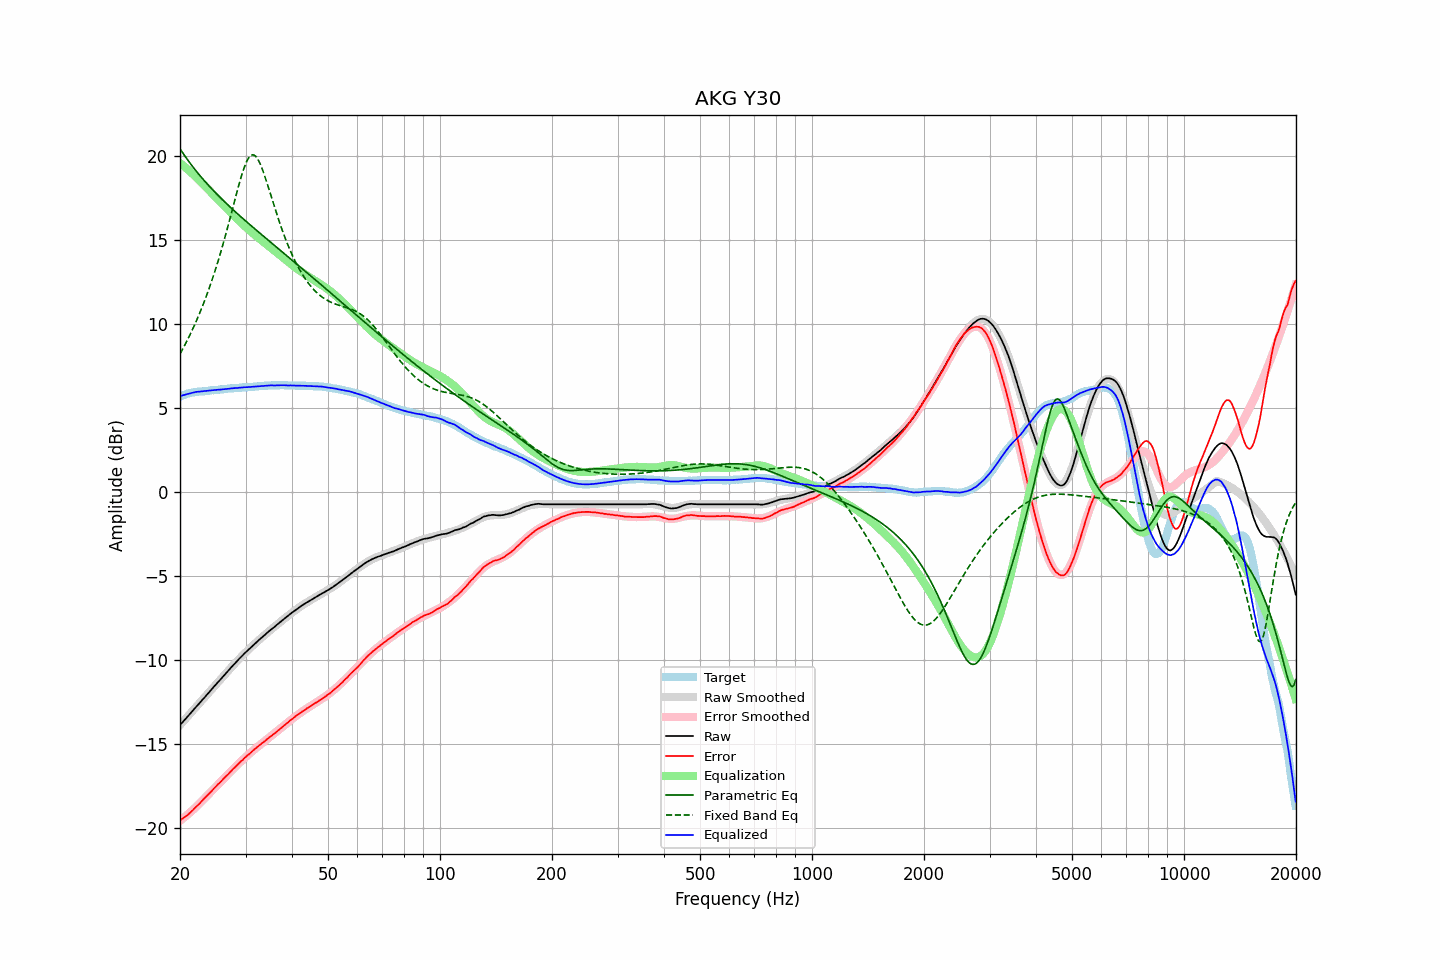 AKG Y30
Amplitude (dBr)
20
15
10
5
0
−5
−10
−15
−20
Target
Raw Smoothed
Error Smoothed
Raw
Error
Equalization
Parametric Eq
Fixed Band Eq
Equalized
20 50 100 200 500 1000 2000 5000 10000 20000
Frequency (Hz)